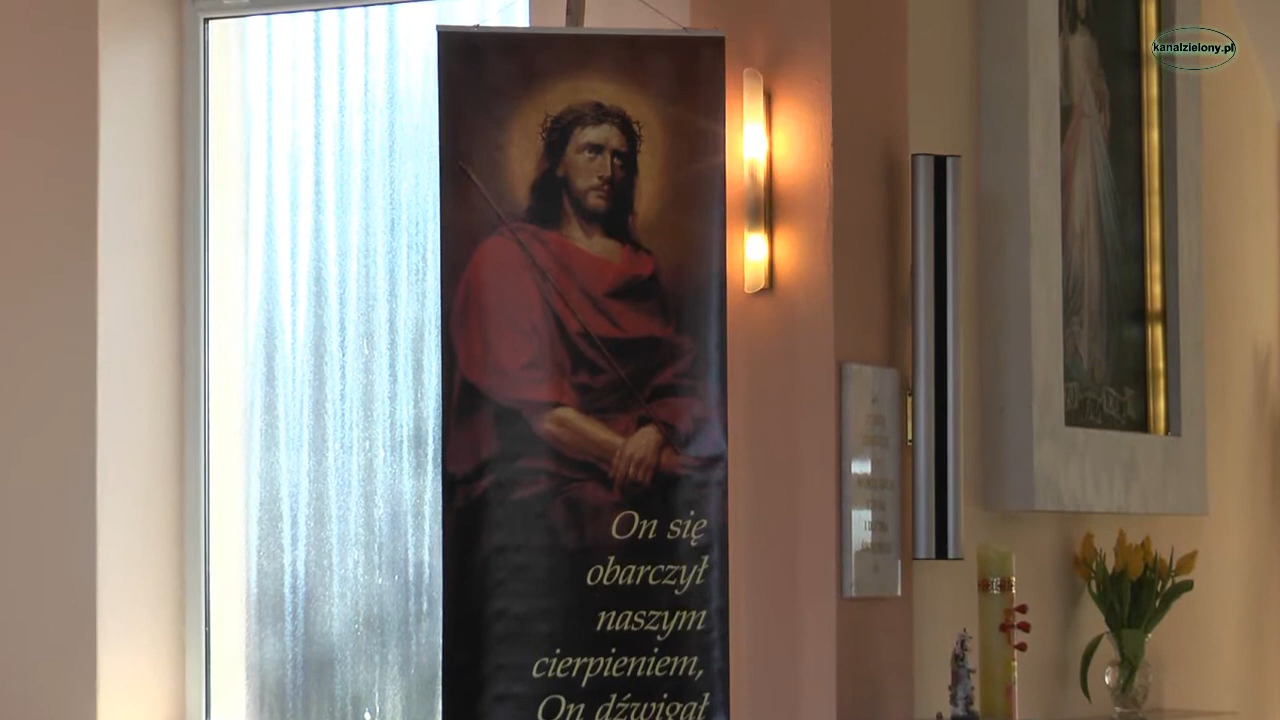 kanalzielony.pl
On się
obarczył
naszym
cierpieniem,
On dźwigał